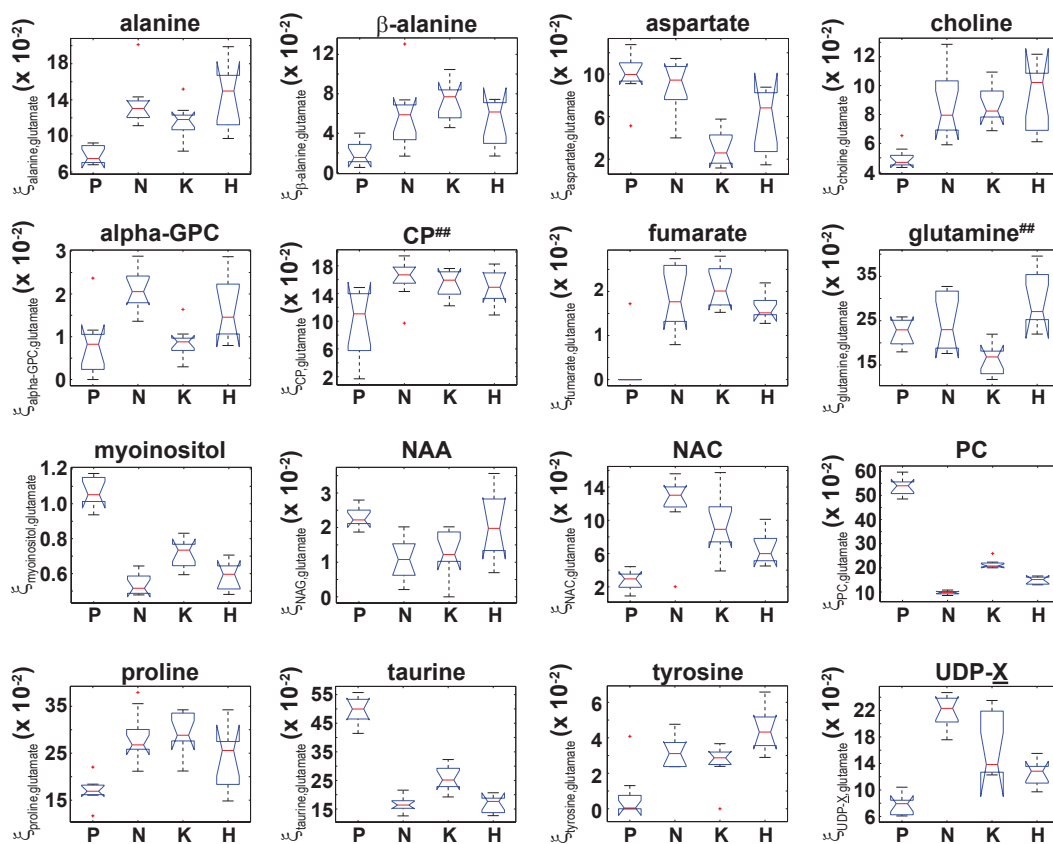 alanine β-alanine aspartate choline
ξalanine,glutamate (x 10-2)
18
14
10
6
P N K H
ξβ-alanine,glutamate (x 10-2)
12
8
4
0
P N K H
ξaspartate,glutamate (x 10-2)
10
6
2
P N K H
ξcholine,glutamate (x 10-2)
12
10
8
6
4
P N K H
alpha-GPC CP## fumarate glutamine##
ξalpha-GPC,glutamate (x 10-2)
3
2
1
0
P N K H
ξCP,glutamate (x 10-2)
18
14
10
6
2
P N K H
ξfumarate,glutamate (x 10-2)
2
1
0
P N K H
ξglutamine,glutamate (x 10-2)
35
25
15
P N K H
myoinositol NAA NAC PC
ξmyoinositol,glutamate
1.2
1.0
0.8
0.6
P N K H
ξNAG,glutamate (x 10-2)
3
2
1
0
P N K H
ξNAC,glutamate (x 10-2)
14
10
6
2
P N K H
ξPC,glutamate (x 10-2)
60
50
40
30
20
10
P N K H
proline taurine tyrosine UDP-X
ξproline,glutamate (x 10-2)
35
25
15
P N K H
ξtaurine,glutamate (x 10-2)
55
45
35
25
15
P N K H
ξtyrosine,glutamate (x 10-2)
6
4
2
0
P N K H
ξUDP-X,glutamate (x 10-2)
22
18
14
10
6
P N K H